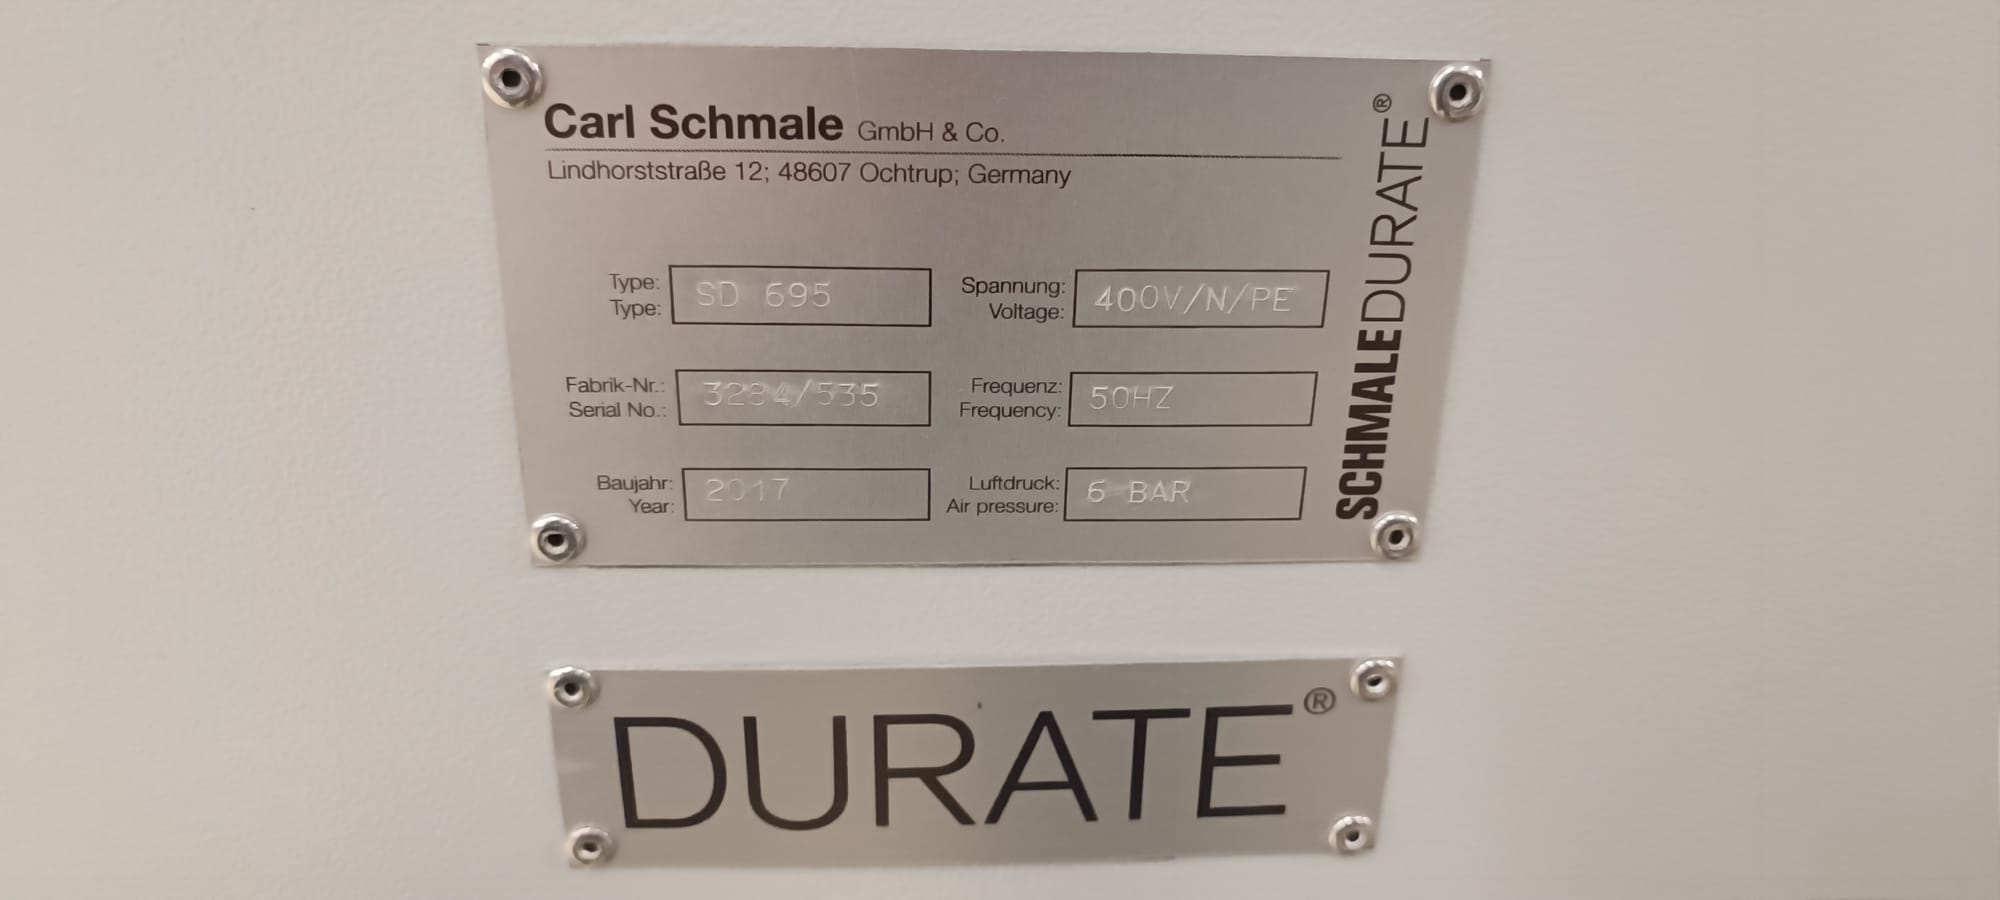 Carl Schmale GmbH & Co.
Lindhorststraße 12; 48607 Ochtrup; Germany
Type: SD 695
Type:
Spannung: 400V/N/PE
Voltage:
Fabrik-Nr.: 3284/535
Serial No.:
Frequenz: 50HZ
Frequency:
Baujahr: 2017
Year:
Luftdruck: 6 BAR
Air pressure:
SCHMALEDURATE®
DURATE®